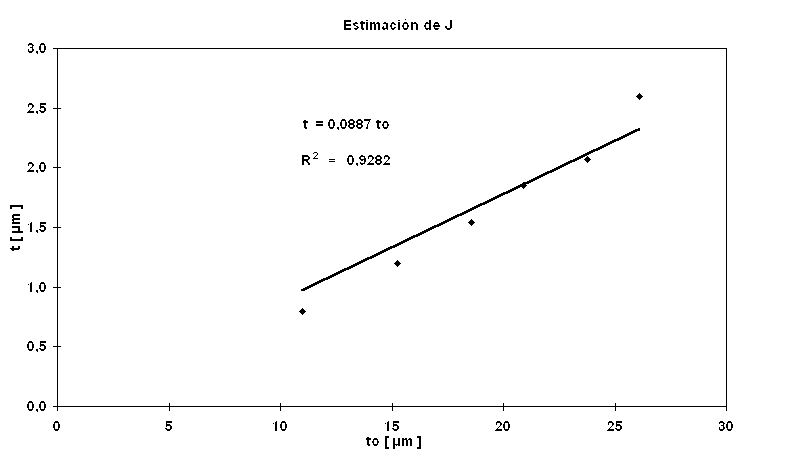 Estimación de J
3,0
2,5
2,0
1,5
1,0
0,5
0,0
t [ µm ]
t = 0,0887 to
R² = 0,9282
0 5 10 15 20 25 30
to [ µm ]